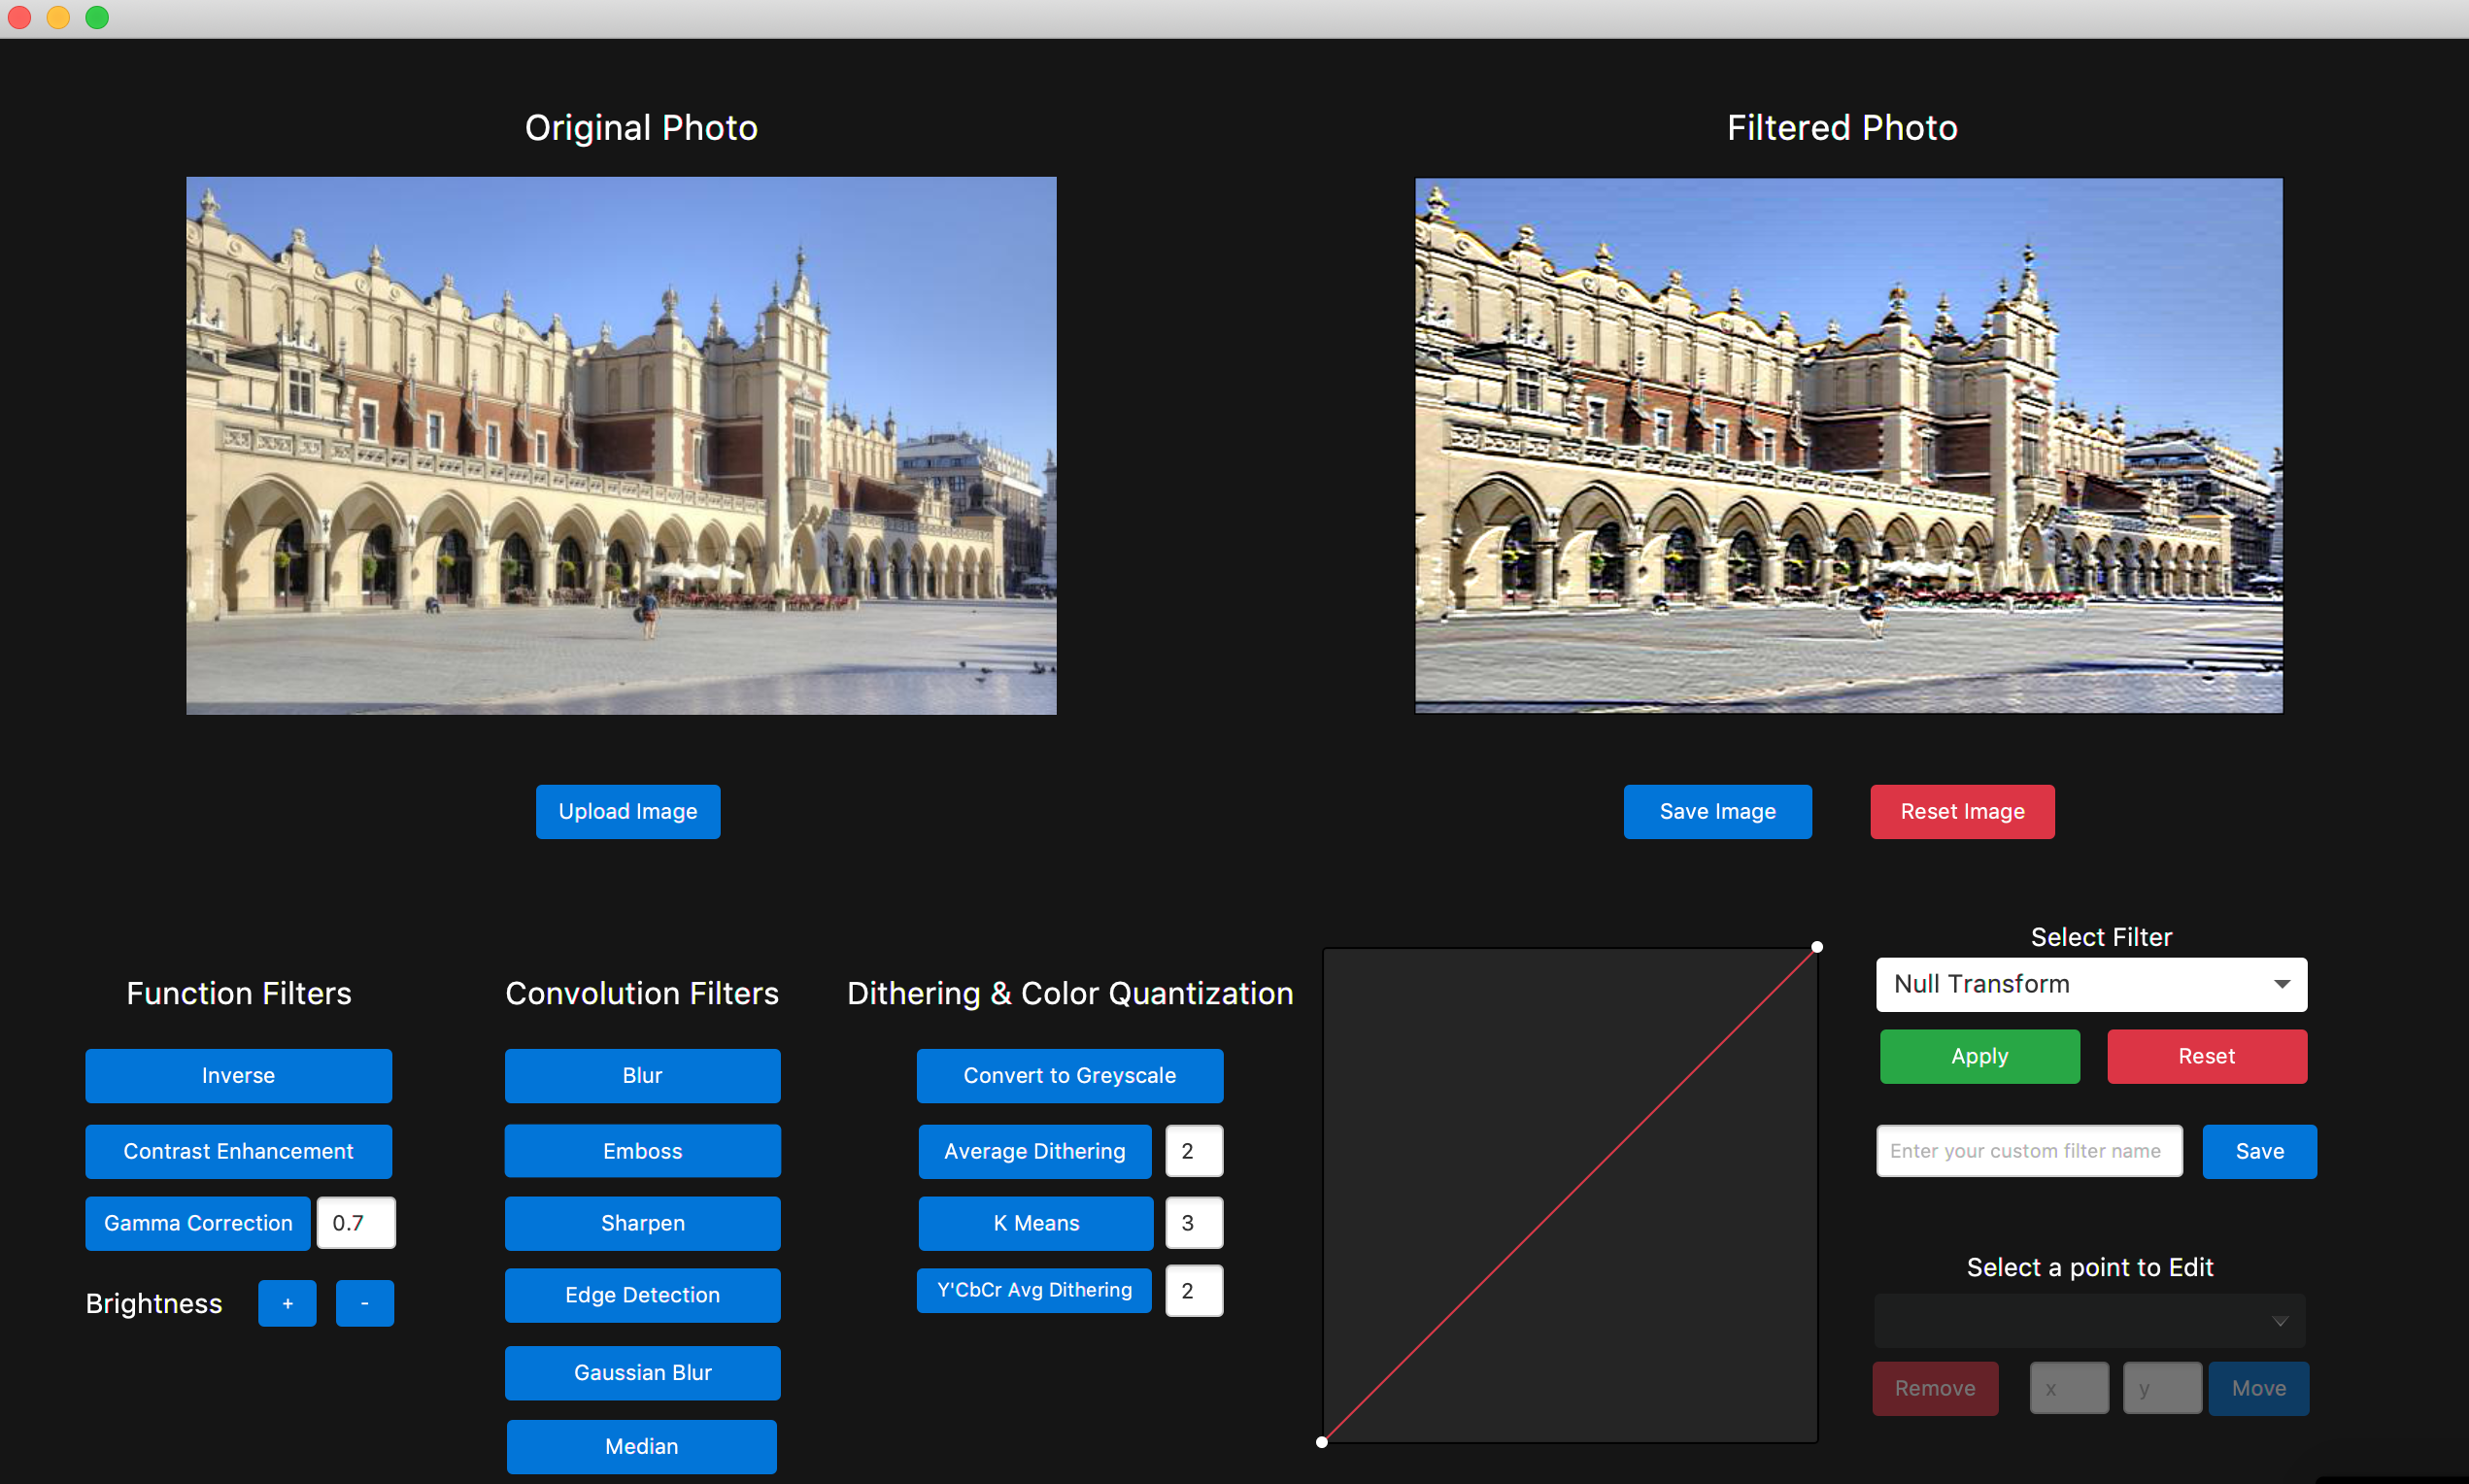 Original Photo
Filtered Photo
Upload Image
Save Image
Reset Image
Function Filters
Inverse
Contrast Enhancement
Gamma Correction 0.7
Brightness + -
Convolution Filters
Blur
Emboss
Sharpen
Edge Detection
Gaussian Blur
Median
Dithering & Color Quantization
Convert to Greyscale
Average Dithering 2
K Means 3
Y'CbCr Avg Dithering 2
Select Filter
Null Transform
Apply Reset
Enter your custom filter name Save
Select a point to Edit
Remove x y Move